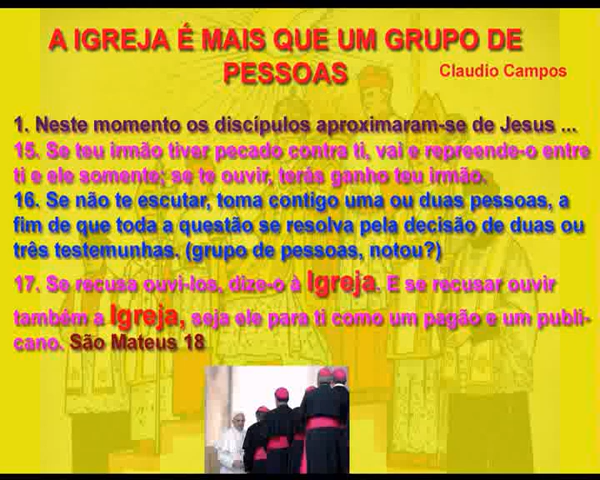 A IGREJA É MAIS QUE UM GRUPO DE
PESSOAS
Claudio Campos
1. Neste momento os discípulos aproximaram-se de Jesus ...
15. Se teu irmão tiver pecado contra ti, vai e repreende-o entre
ti e ele somente; se te ouvir, terás ganho teu irmão.
16. Se não te escutar, toma contigo uma ou duas pessoas, a
fim de que toda a questão se resolva pela decisão de duas ou
três testemunhas. (grupo de pessoas, notou?)
17. Se recusa ouvi-los, dize-o à Igreja. E se recusar ouvir
também a Igreja, seja ele para ti como um pagão e um publi-
cano. São Mateus 18